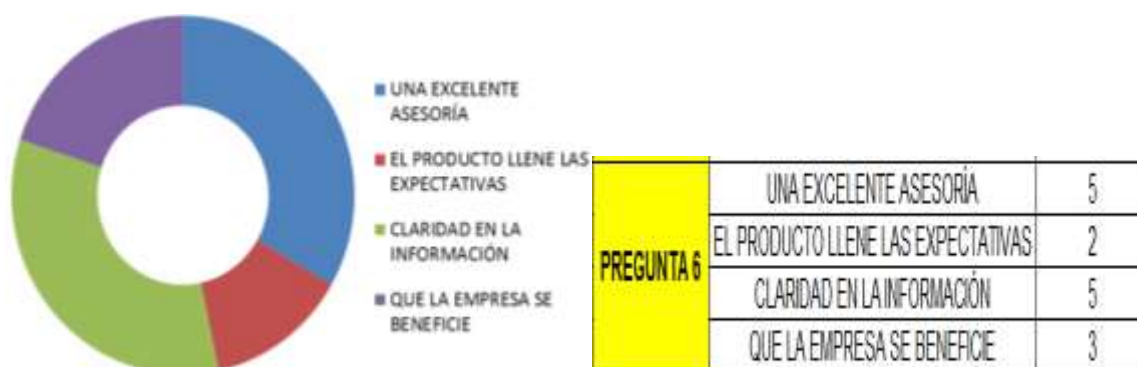 UNA EXCELENTE
ASESORÍA
EL PRODUCTO LLENE LAS
EXPECTATIVAS
CLARIDAD EN LA
INFORMACIÓN
QUE LA EMPRESA SE
BENEFICIE
PREGUNTA 6
UNA EXCELENTE ASESORÍA 5
EL PRODUCTO LLENE LAS EXPECTATIVAS 2
CLARIDAD EN LA INFORMACIÓN 5
QUE LA EMPRESA SE BENEFICIE 3